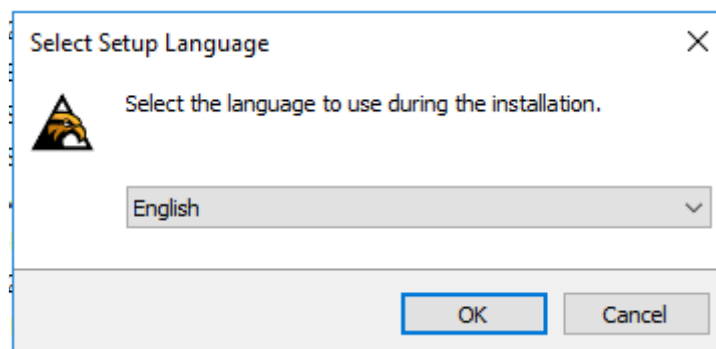 Select Setup Language
Select the language to use during the installation.
English
OK
Cancel